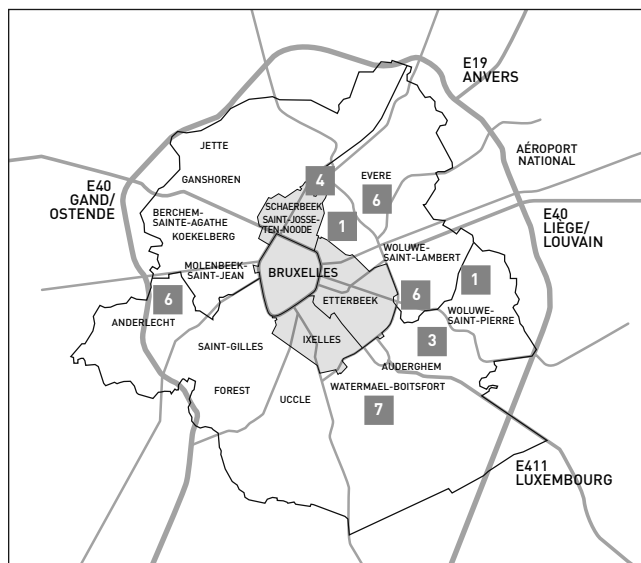 E19
ANVERS
JETTE
AÉROPORT
NATIONAL
4
EVERE
GANSHOREN
E40
GAND/
OSTENDE
6
SCHAERBEEK
SAINT-JOSSE-
TEN-NOODE
1
BERCHEM-
SAINTE-AGATHE
KOEKELBERG
E40
LIÈGE/
LOUVAIN
WOLUWE-
SAINT-LAMBERT
MOLENBEEK-
SAINT-JEAN
BRUXELLES
1
6
ETTERBEEK
6
WOLUWE-
SAINT-PIERRE
ANDERLECHT
IXELLES
3
SAINT-GILLES
AUDERGHEM
FOREST
UCCLE
WATERMAEL-BOITSFORT
7
E411
LUXEMBOURG